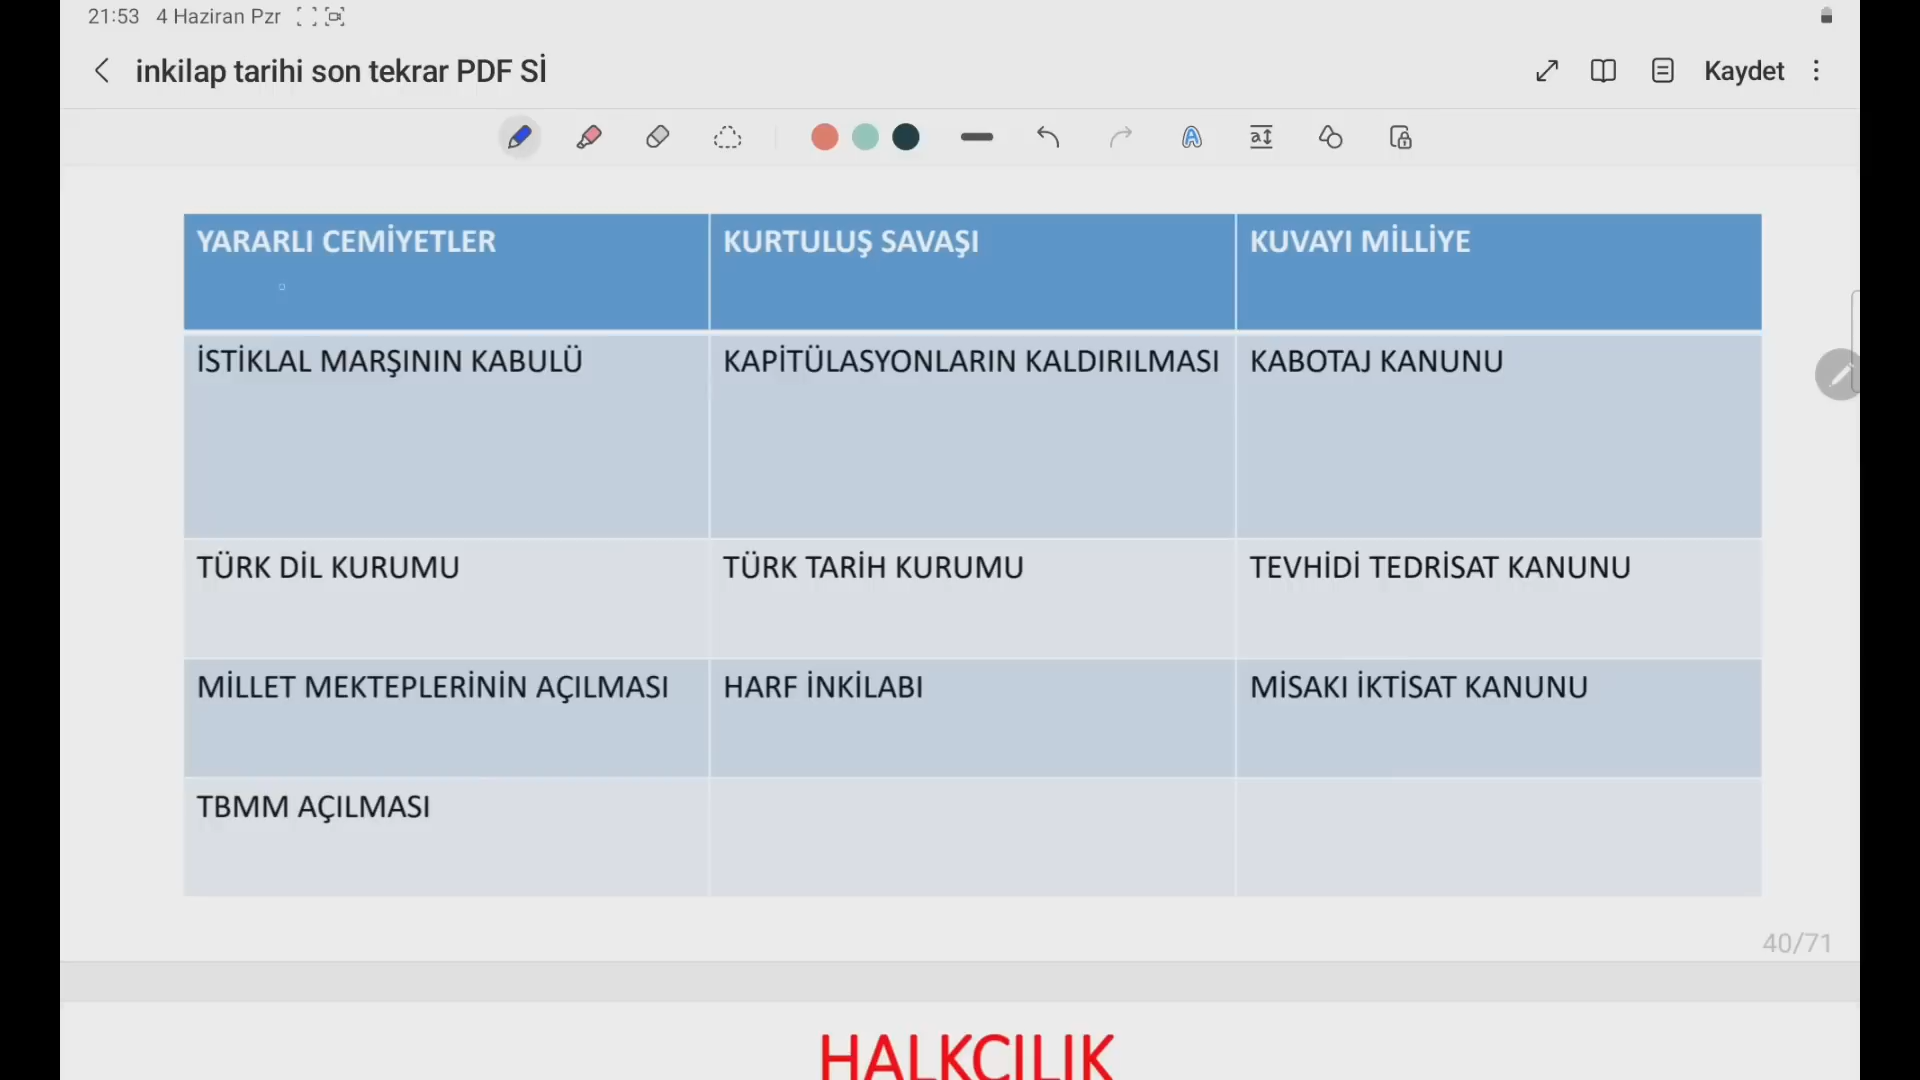 21:53 4 Haziran Pzr
inkilap tarihi son tekrar PDF Sİ
Kaydet
YARARLI CEMİYETLER KURTULUŞ SAVAŞI KUVAYI MİLLİYE
İSTİKLAL MARŞININ KABULÜ KAPİTÜLASYONLARIN KALDIRILMASI KABOTAJ KANUNU
TÜRK DİL KURUMU TÜRK TARİH KURUMU TEVHİDİ TEDRİSAT KANUNU
MİLLET MEKTEPLERİNİN AÇILMASI HARF İNKİLABI MİSAKI İKTİSAT KANUNU
TBMM AÇILMASI
40/71
HALKÇILIK